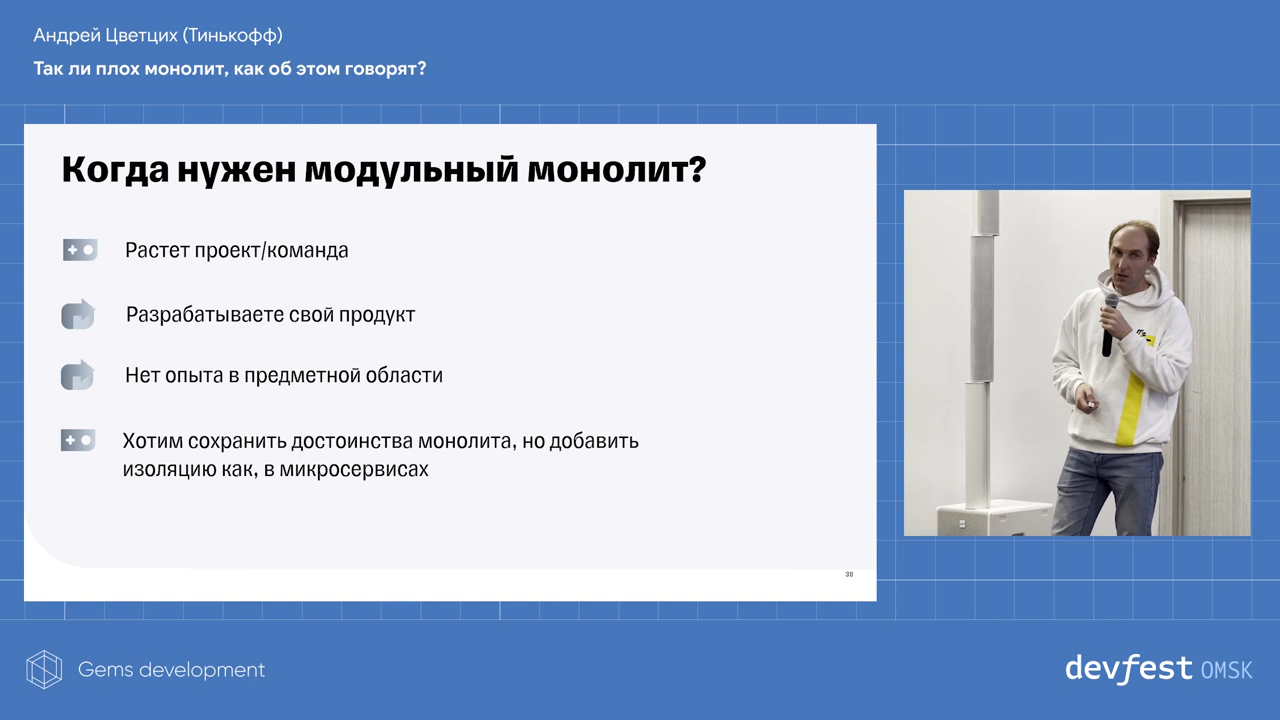 Андрей Цветцих (Тинькофф)
Так ли плох монолит, как об этом говорят?
Когда нужен модульный монолит?
Растет проект/команда
Разрабатываете свой продукт
Нет опыта в предметной области
Хотим сохранить достоинства монолита, но добавить
изоляцию как, в микросервисах
38
Gems development
devfest OMSK